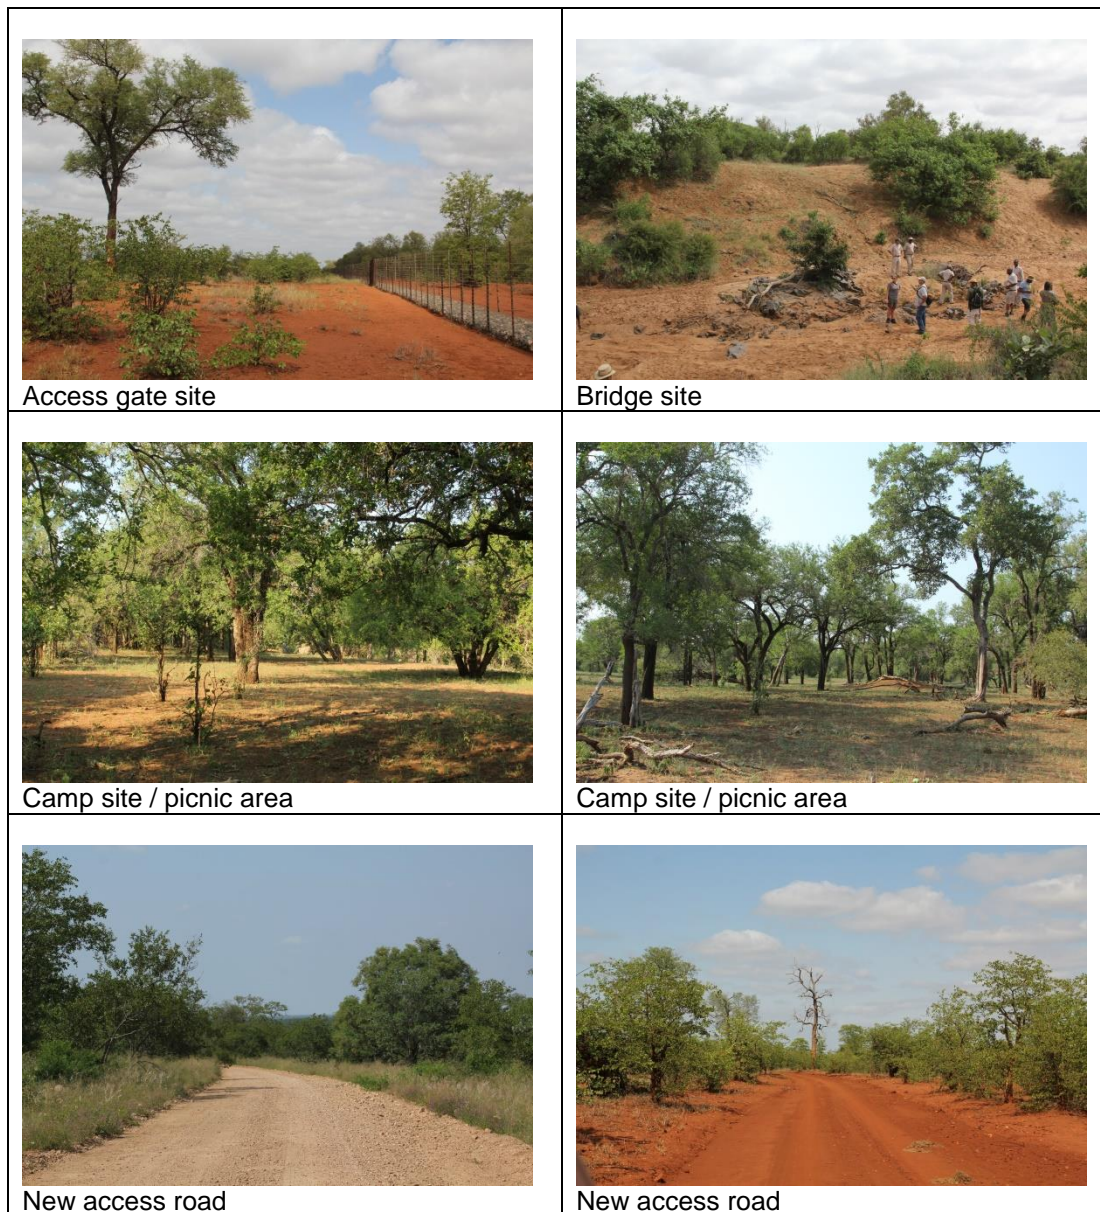 Access gate site
Bridge site
Camp site / picnic area
Camp site / picnic area
New access road
New access road